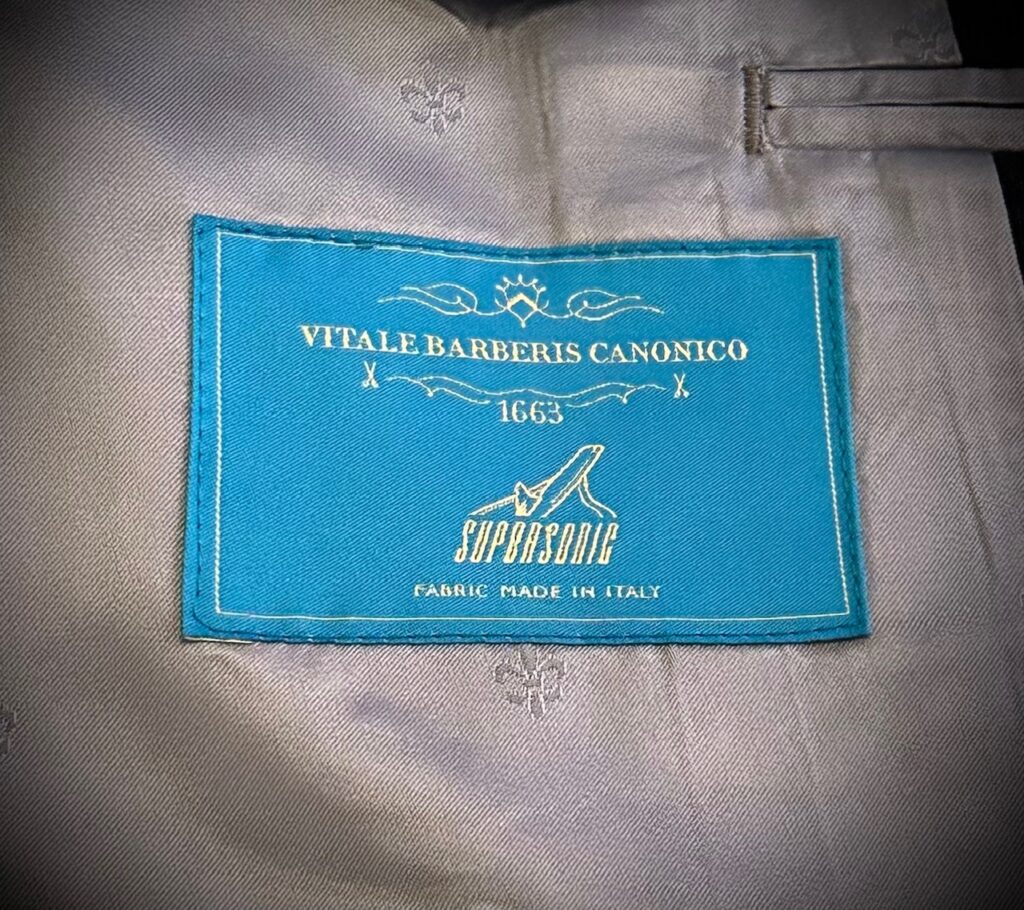 VITALE BARBERIS CANONICO
1663
SUPERSONIC
FABRIC MADE IN ITALY